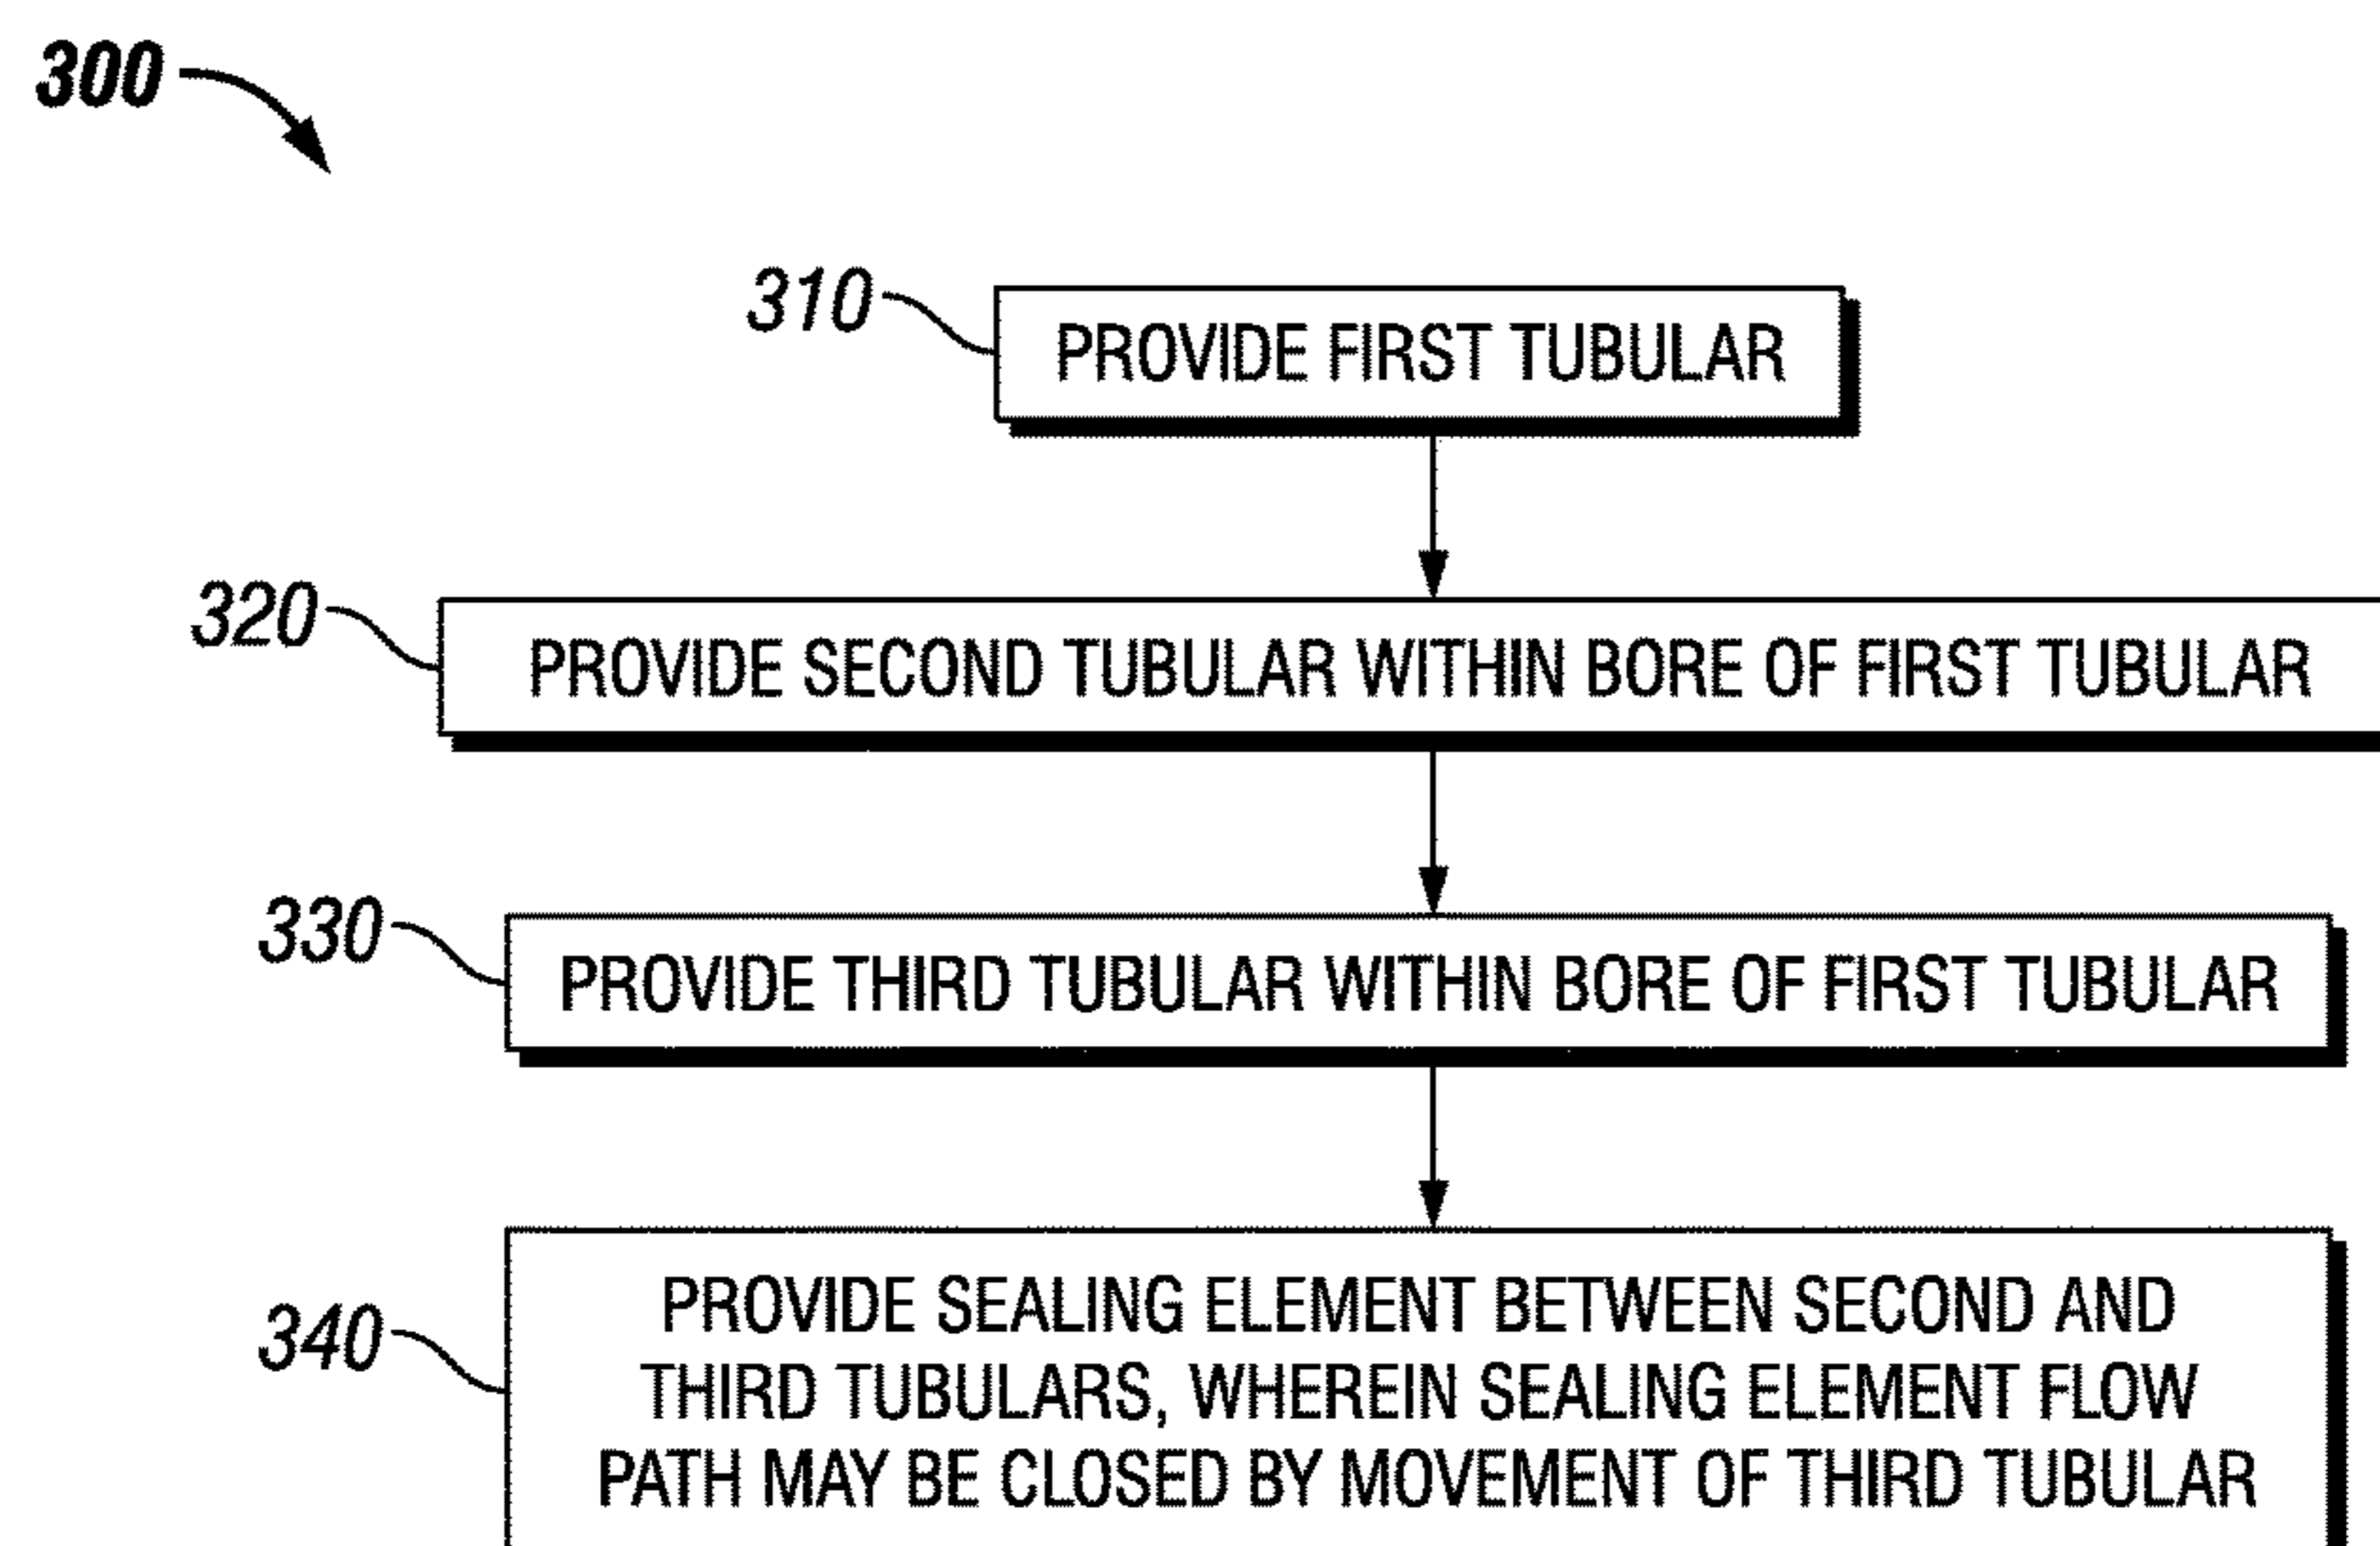 300
310
PROVIDE FIRST TUBULAR
320
PROVIDE SECOND TUBULAR WITHIN BORE OF FIRST TUBULAR
330
PROVIDE THIRD TUBULAR WITHIN BORE OF FIRST TUBULAR
340
PROVIDE SEALING ELEMENT BETWEEN SECOND AND
THIRD TUBULARS, WHEREIN SEALING ELEMENT FLOW
PATH MAY BE CLOSED BY MOVEMENT OF THIRD TUBULAR